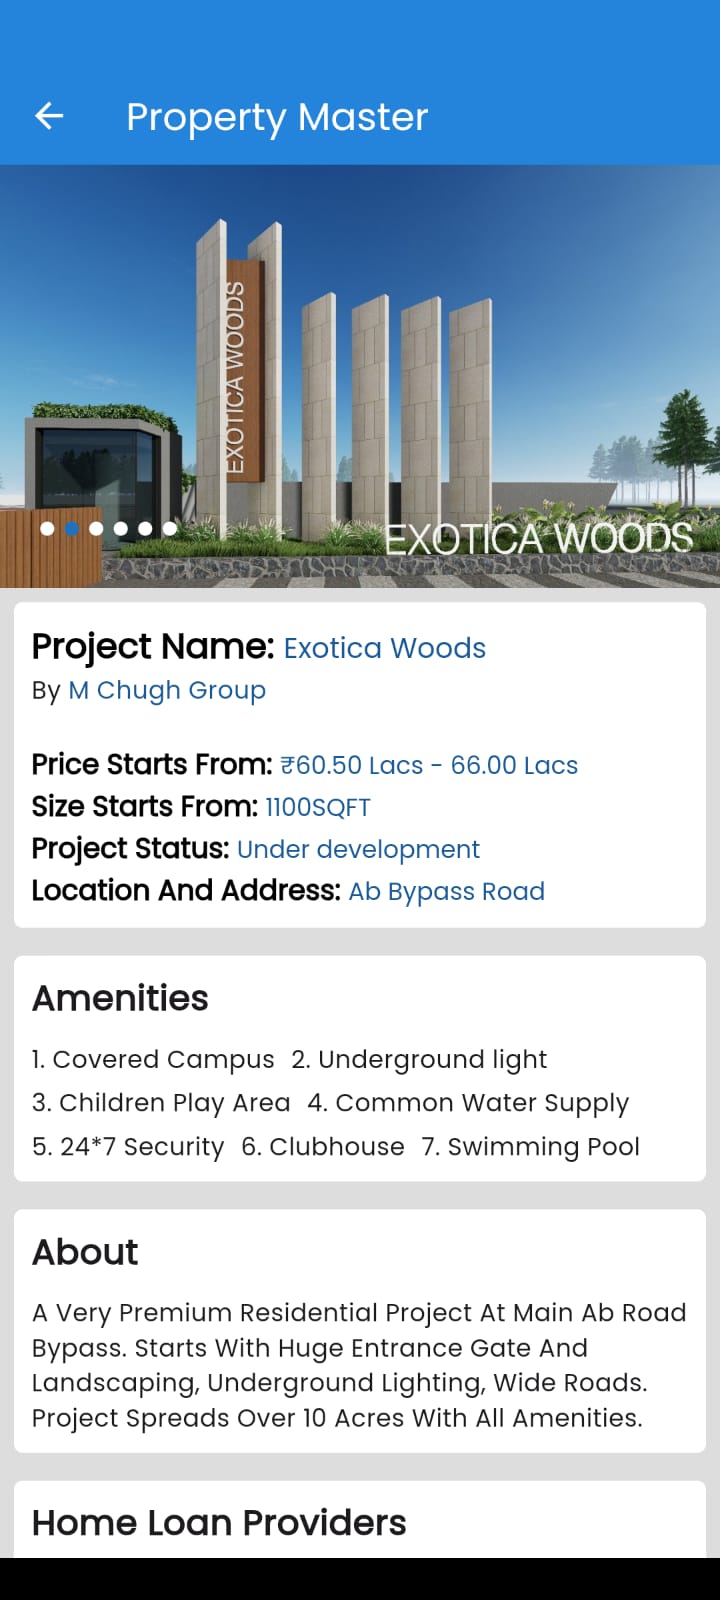 Property Master
EXOTICA WOODS
EXOTICA WOODS
Project Name: Exotica Woods
By M Chugh Group
Price Starts From: ₹60.50 Lacs - 66.00 Lacs
Size Starts From: 1100SQFT
Project Status: Under development
Location And Address: Ab Bypass Road
Amenities
1. Covered Campus 2. Underground light
3. Children Play Area 4. Common Water Supply
5. 24*7 Security 6. Clubhouse 7. Swimming Pool
About
A Very Premium Residential Project At Main Ab Road
Bypass. Starts With Huge Entrance Gate And
Landscaping, Underground Lighting, Wide Roads.
Project Spreads Over 10 Acres With All Amenities.
Home Loan Providers